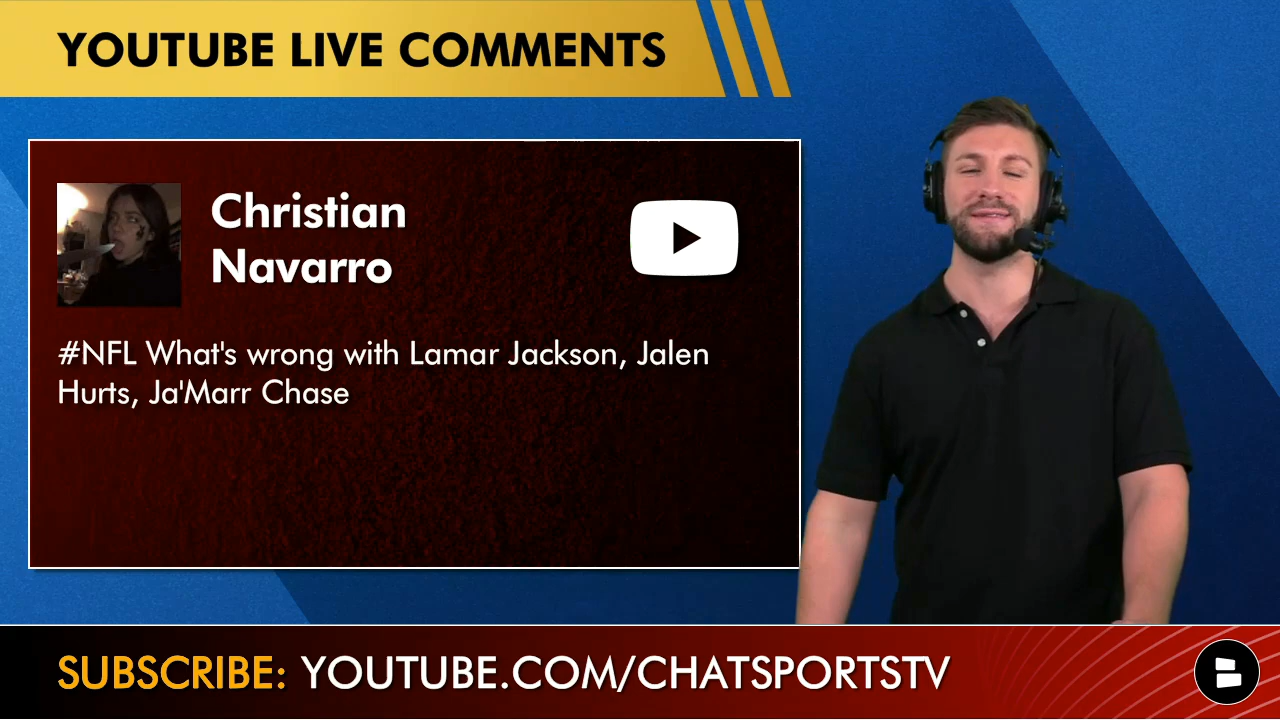 YOUTUBE LIVE COMMENTS
Christian
Navarro
#NFL What's wrong with Lamar Jackson, Jalen
Hurts, Ja'Marr Chase
SUBSCRIBE: YOUTUBE.COM/CHATSPORTSTV